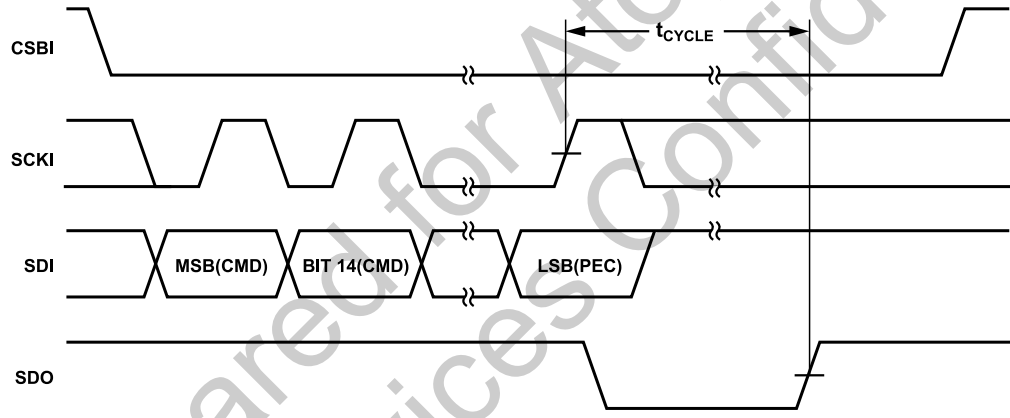 CSBI
tCYCLE
SCKI
SDI
MSB(CMD)
BIT 14(CMD)
LSB(PEC)
SDO